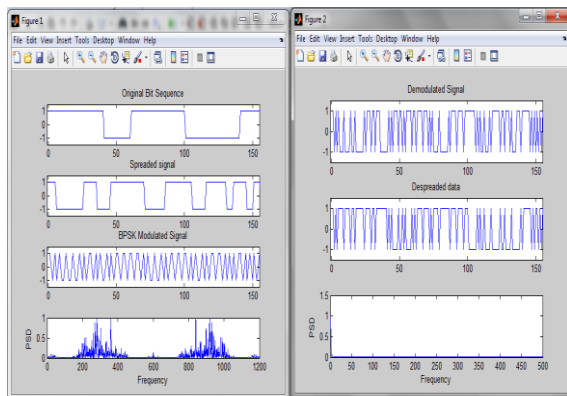 Figure 1
File Edit View Insert Tools Desktop Window Help
Original Bit Sequence
1
0
-1
0 50 100 150
Spreaded signal
1
0
-1
0 50 100 150
BPSK Modulated Signal
1
0
-1
0 50 100 150
PSD
1
0.5
0
0 200 400 600 800 1000 1200
Frequency
Figure 2
File Edit View Insert Tools Desktop Window Help
Demodulated Signal
1
0
-1
0 50 100 150
Despreaded data
1
0
-1
0 50 100 150
PSD
1.5
1
0.5
0
0 50 100 150 200 250 300 350 400 450 500
Frequency